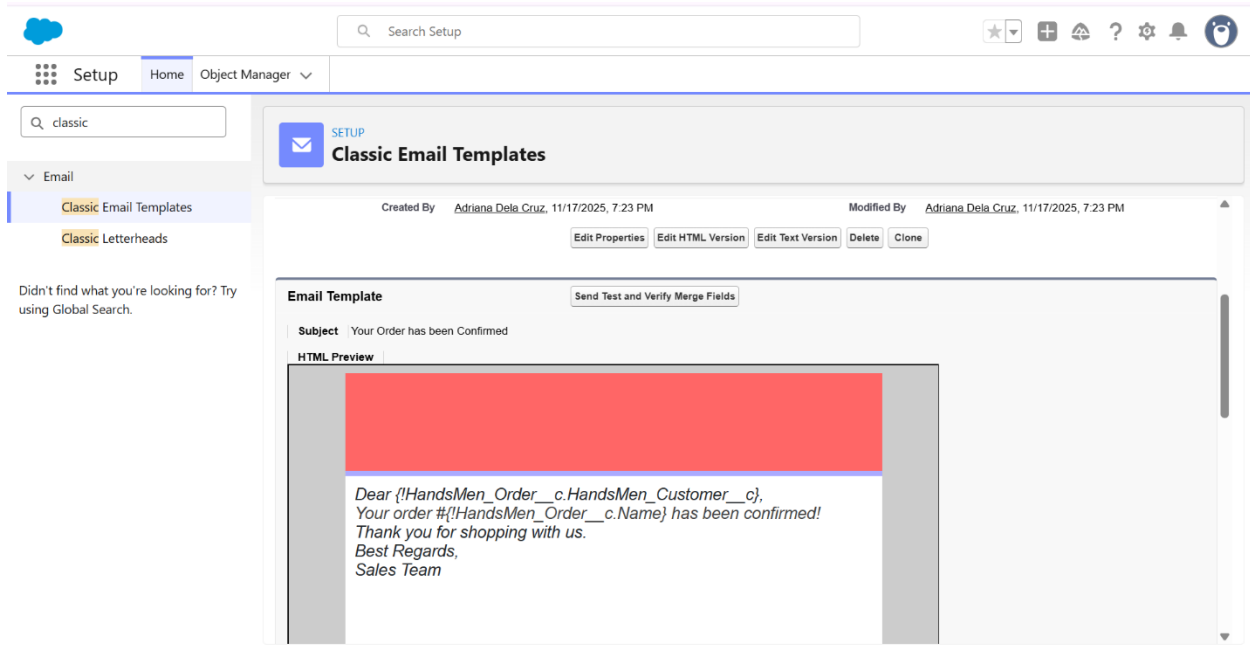 Search Setup
Setup
Home
Object Manager
classic
Email
Classic Email Templates
Classic Letterheads
Didn't find what you're looking for? Try
using Global Search.
SETUP
Classic Email Templates
Created By Adriana Dela Cruz, 11/17/2025, 7:23 PM Modified By Adriana Dela Cruz, 11/17/2025, 7:23 PM
Edit Properties Edit HTML Version Edit Text Version Delete Clone
Email Template Send Test and Verify Merge Fields
Subject Your Order has been Confirmed
HTML Preview
Dear {!HandsMen_Order__c.HandsMen_Customer__c},
Your order #{!HandsMen_Order__c.Name} has been confirmed!
Thank you for shopping with us.
Best Regards,
Sales Team